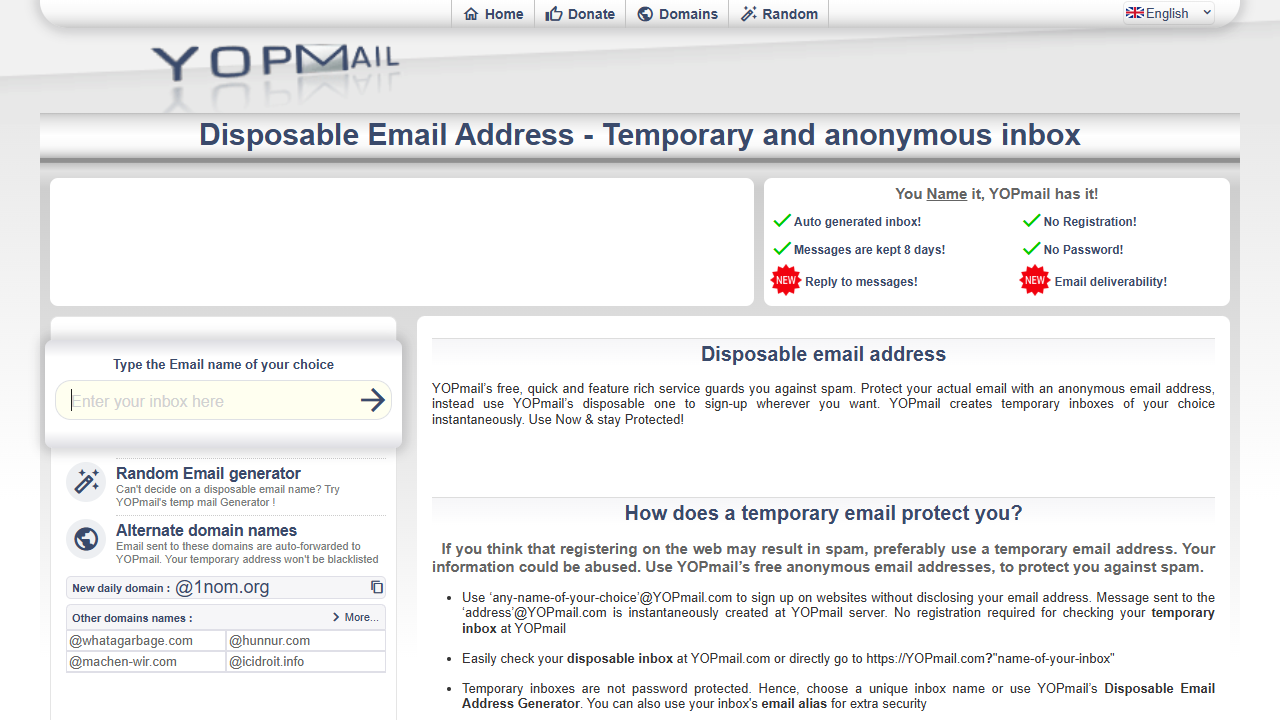 Home Donate Domains Random English
YOPMAIL
Disposable Email Address - Temporary and anonymous inbox
You Name it, YOPmail has it!
Auto generated inbox! No Registration!
Messages are kept 8 days! No Password!
NEW Reply to messages! NEW Email deliverability!
Type the Email name of your choice
Enter your inbox here
Random Email generator
Can't decide on a disposable email name? Try
YOPmail's temp mail Generator !
Alternate domain names
Email sent to these domains are auto-forwarded to
YOPmail. Your temporary address won't be blacklisted
New daily domain : @1nom.org
Other domains names : More...
@whatagarbage.com @hunnur.com
@machen-wir.com @icidroit.info
Disposable email address
YOPmail’s free, quick and feature rich service guards you against spam. Protect your actual email with an anonymous email address,
instead use YOPmail’s disposable one to sign-up wherever you want. YOPmail creates temporary inboxes of your choice
instantaneously. Use Now & stay Protected!
How does a temporary email protect you?
If you think that registering on the web may result in spam, preferably use a temporary email address. Your
information could be abused. Use YOPmail’s free anonymous email addresses, to protect you against spam.
• Use ‘any-name-of-your-choice’@YOPmail.com to sign up on websites without disclosing your email address. Message sent to the
‘address’@YOPmail.com is instantaneously created at YOPmail server. No registration required for checking your temporary
inbox at YOPmail
• Easily check your disposable inbox at YOPmail.com or directly go to https://YOPmail.com?"name-of-your-inbox"
• Temporary inboxes are not password protected. Hence, choose a unique inbox name or use YOPmail’s Disposable Email
Address Generator. You can also use your inbox's email alias for extra security